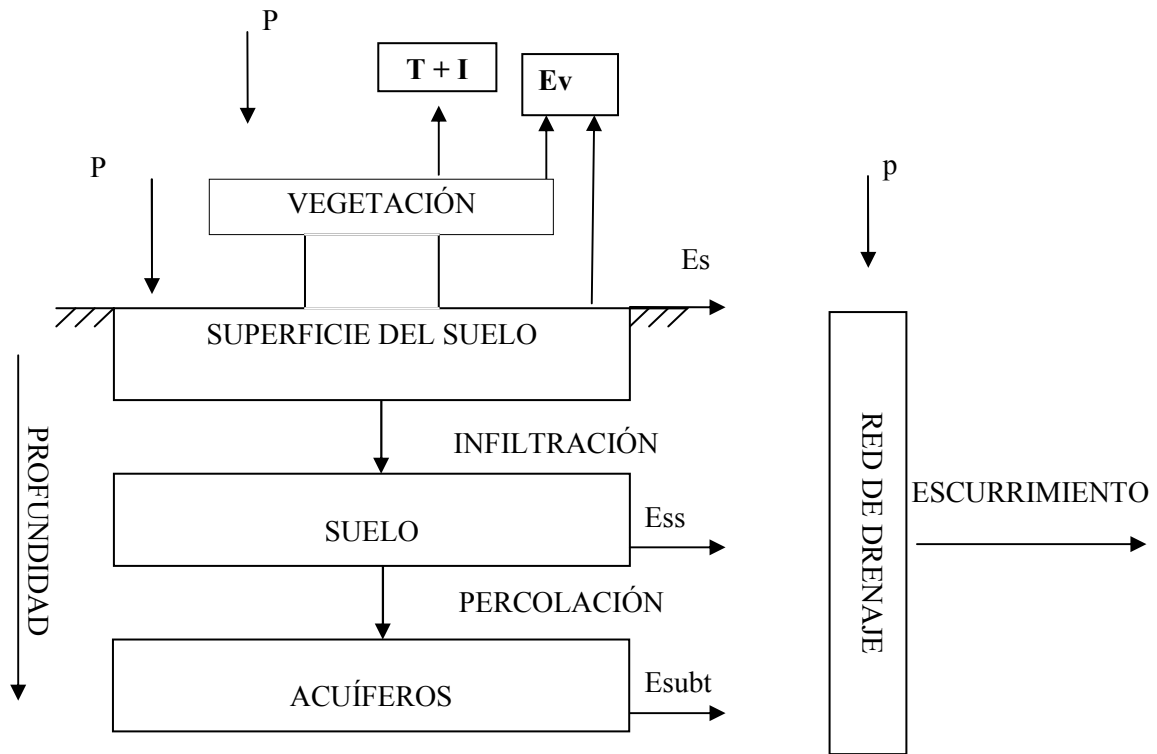 P
T + I
Ev
P
VEGETACIÓN
p
Es
SUPERFICIE DEL SUELO
PROFUNDIDAD
INFILTRACIÓN
RED DE DRENAJE
ESCURRIMIENTO
SUELO
Ess
PERCOLACIÓN
ACUÍFEROS
Esubt